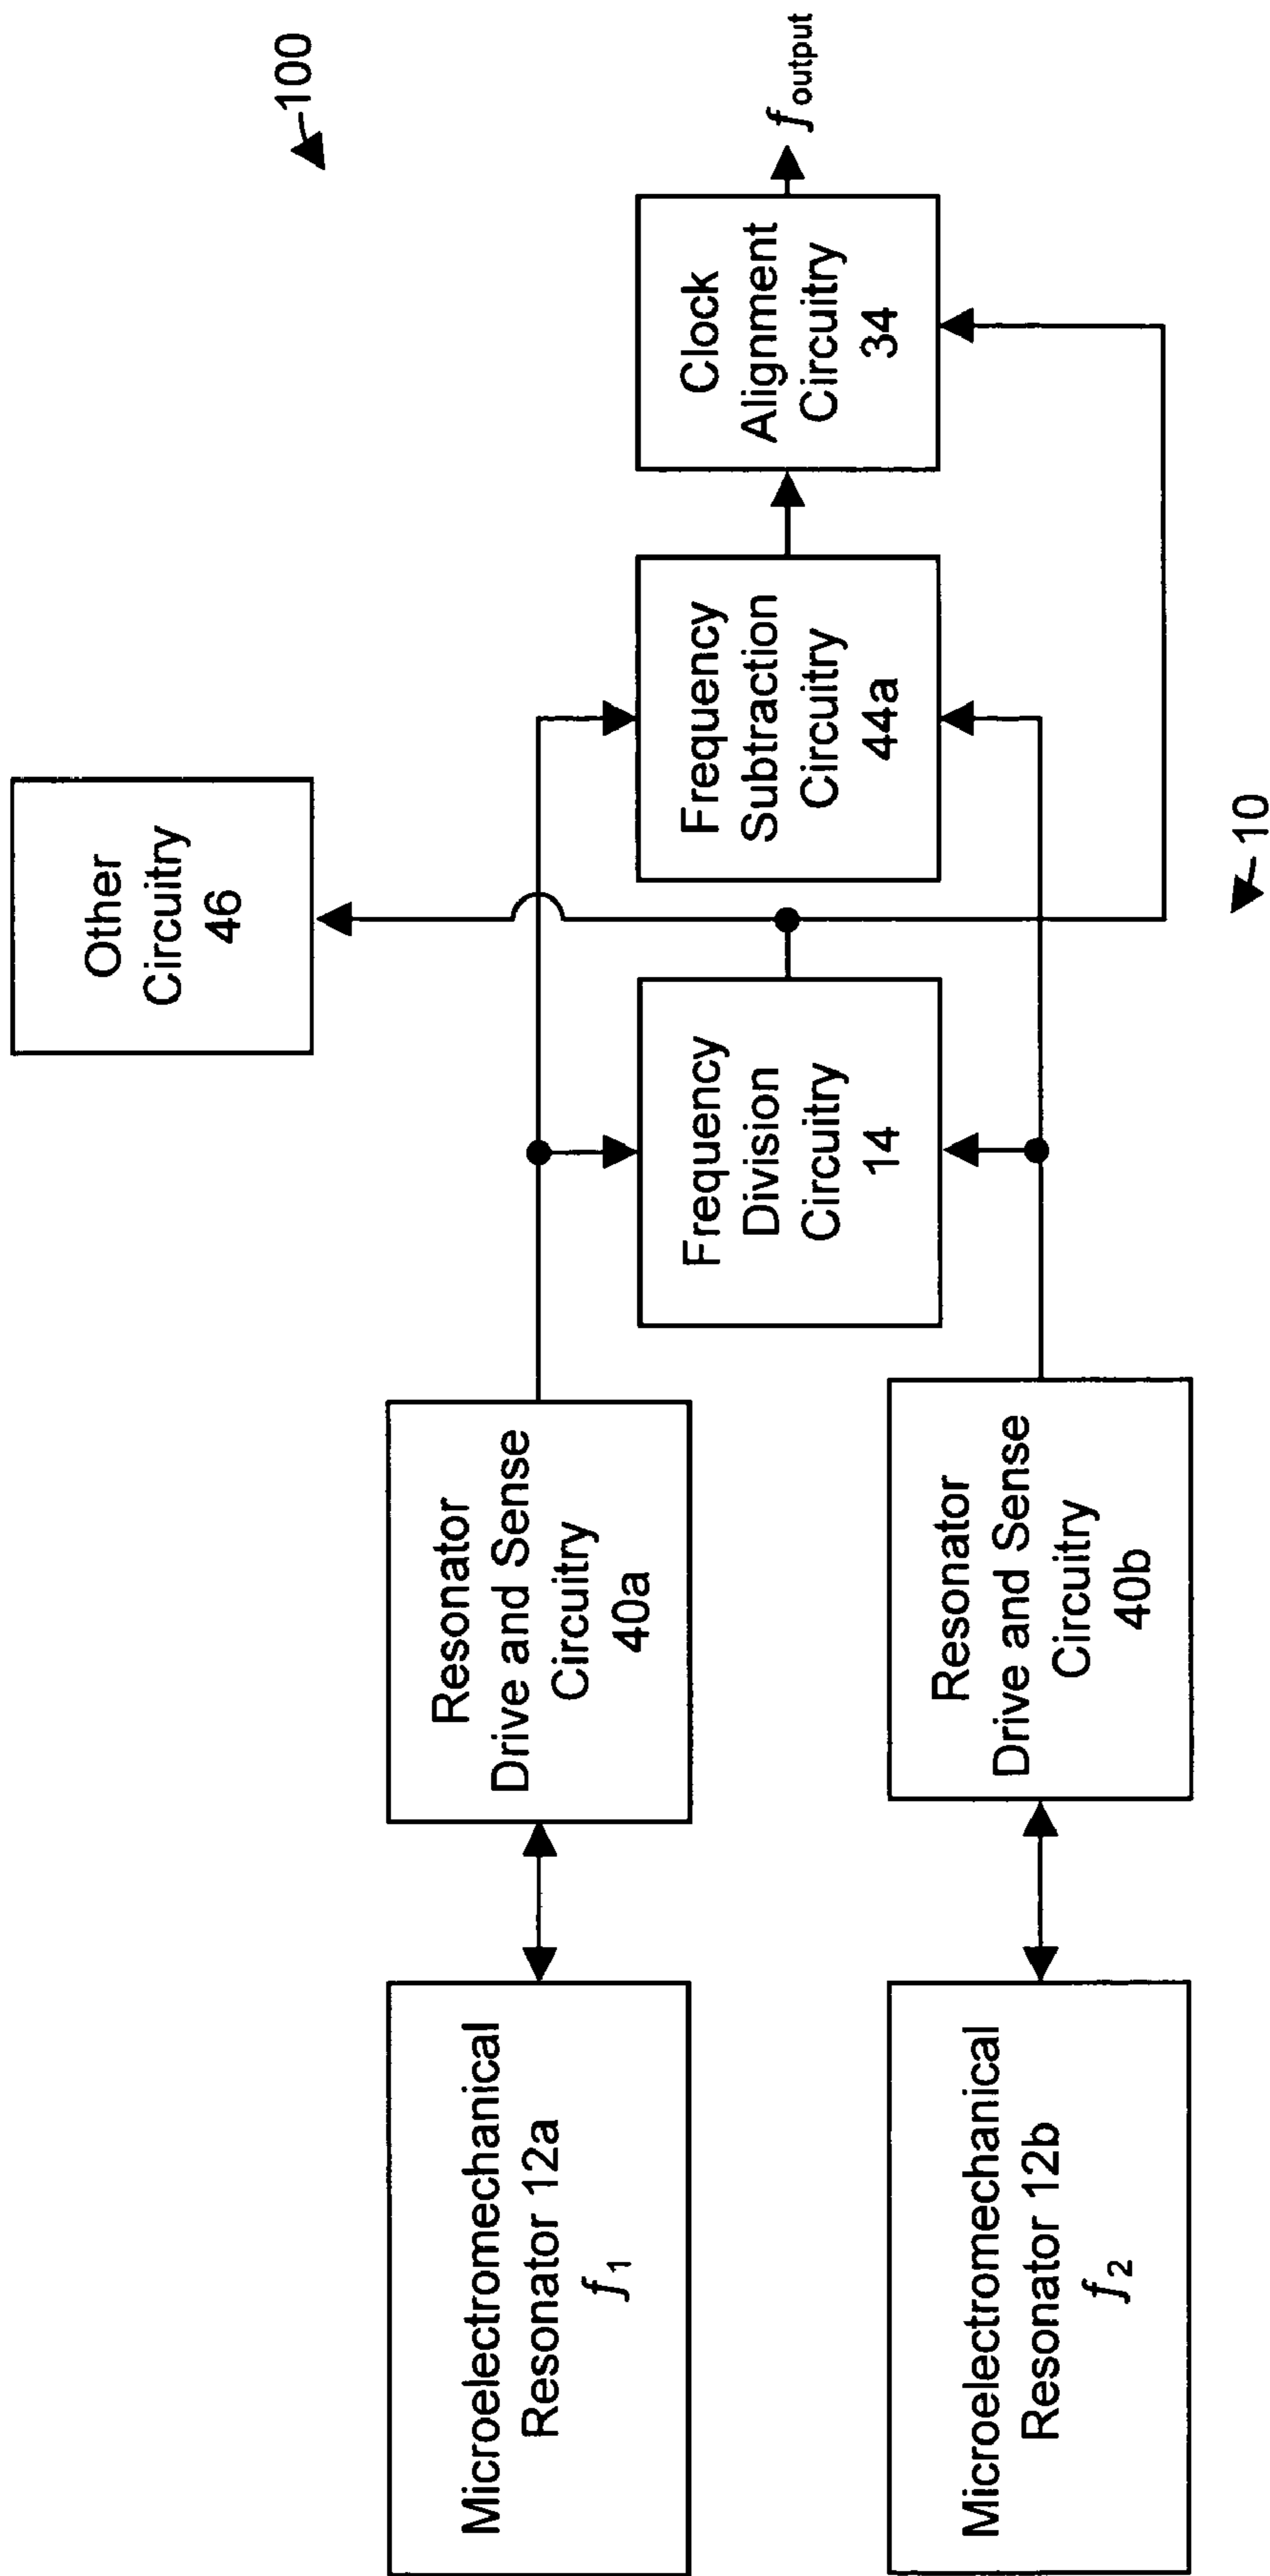 100
Other
Circuitry
46
Microelectromechanical
Resonator 12a
f1
Resonator
Drive and Sense
Circuitry
40a
Frequency
Division
Circuitry
14
Frequency
Subtraction
Circuitry
44a
Clock
Alignment
Circuitry
34
foutput
Microelectromechanical
Resonator 12b
f2
Resonator
Drive and Sense
Circuitry
40b
10